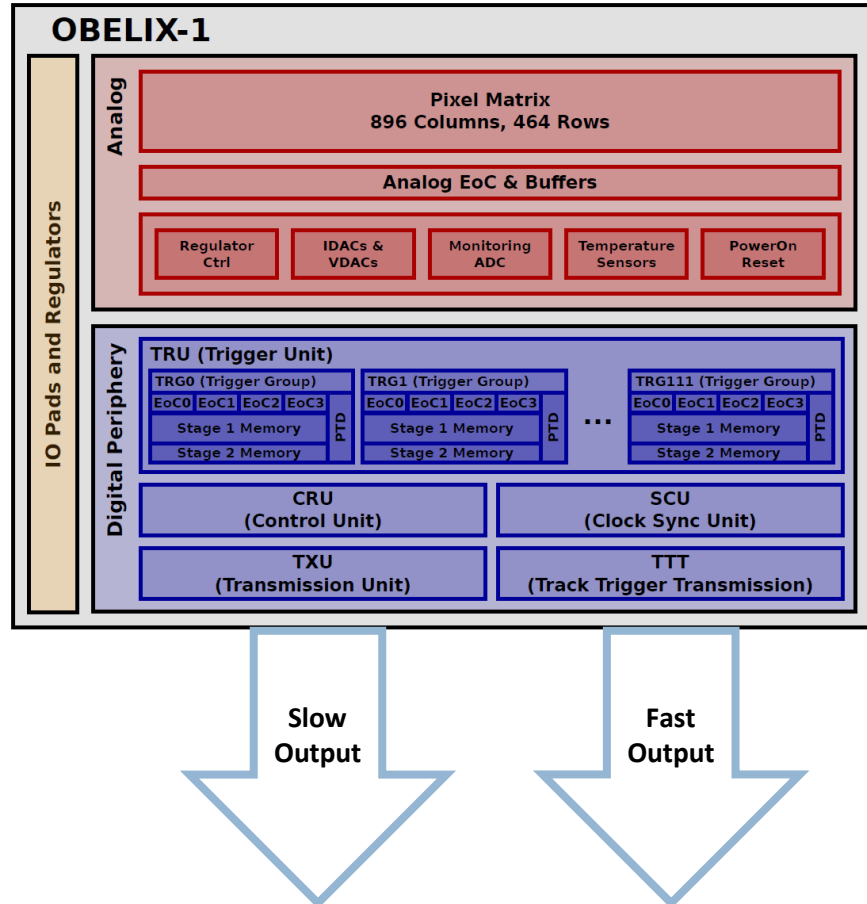 OBELIX-1
IO Pads and Regulators
Analog
Pixel Matrix
896 Columns, 464 Rows
Analog EoC & Buffers
Regulator
Ctrl
IDACs &
VDACs
Monitoring
ADC
Temperature
Sensors
PowerOn
Reset
Digital Periphery
TRU (Trigger Unit)
TRG0 (Trigger Group)
EoC0 EoC1 EoC2 EoC3
Stage 1 Memory
Stage 2 Memory
PTD
TRG1 (Trigger Group)
EoC0 EoC1 EoC2 EoC3
Stage 1 Memory
Stage 2 Memory
PTD
...
TRG111 (Trigger Group)
EoC0 EoC1 EoC2 EoC3
Stage 1 Memory
Stage 2 Memory
PTD
CRU
(Control Unit)
SCU
(Clock Sync Unit)
TXU
(Transmission Unit)
TTT
(Track Trigger Transmission)
Slow
Output
Fast
Output